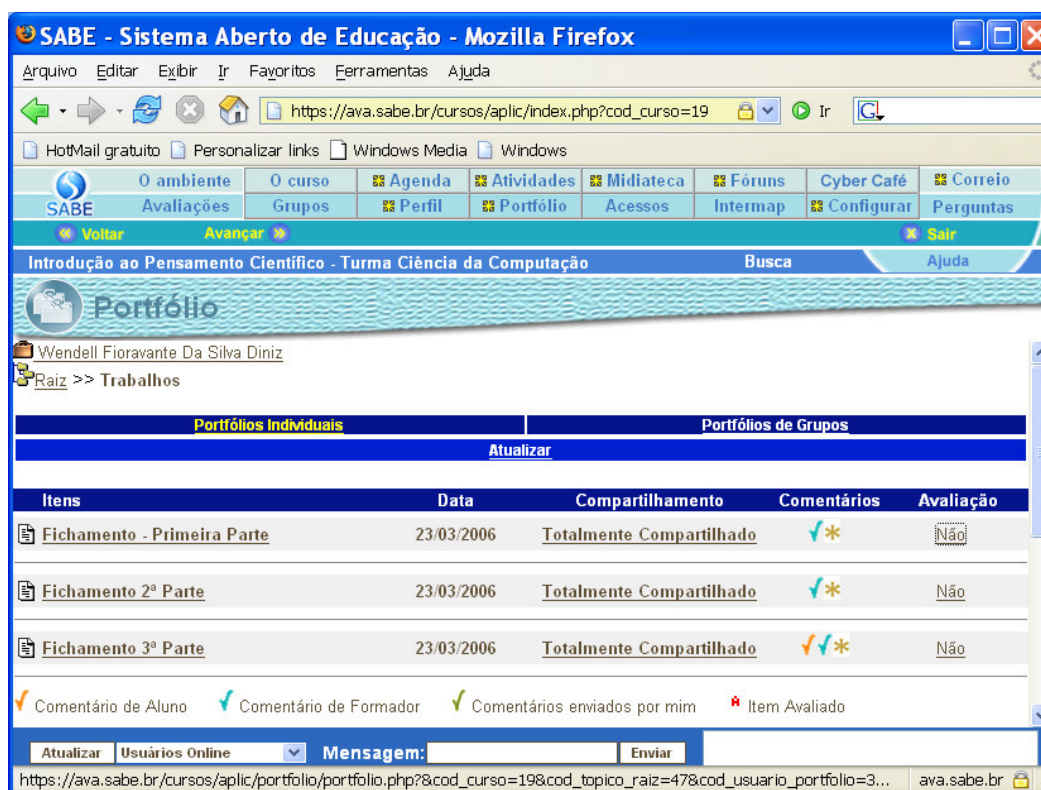 SABE - Sistema Aberto de Educação - Mozilla Firefox
Arquivo Editar Exibir Ir Favoritos Ferramentas Ajuda
https://ava.sabe.br/cursos/aplic/index.php?cod_curso=19 Ir G
HotMail gratuito Personalizar links Windows Media Windows
O ambiente O curso Agenda Atividades Midiateca Fóruns Cyber Café Correio
SABE Avaliações Grupos Perfil Portfólio Acessos Intermap Configurar Perguntas
Voltar Avançar Sair
Introdução ao Pensamento Científico - Turma Ciência da Computação Busca Ajuda
Portfólio
Wendell Fioravante Da Silva Diniz
Raiz >> Trabalhos
Portfólios Individuais Portfólios de Grupos
Atualizar
Itens Data Compartilhamento Comentários Avaliação
Fichamento - Primeira Parte 23/03/2006 Totalmente Compartilhado Não
Fichamento 2ª Parte 23/03/2006 Totalmente Compartilhado Não
Fichamento 3ª Parte 23/03/2006 Totalmente Compartilhado Não
Comentário de Aluno Comentário de Formador Comentários enviados por mim A Item Avaliado
Atualizar Usuários Online Mensagem: Enviar
https://ava.sabe.br/cursos/aplic/portfolio/portfolio.php?&cod_curso=19&cod_topico_raiz=47&cod_usuario_portfolio=3... ava.sabe.br